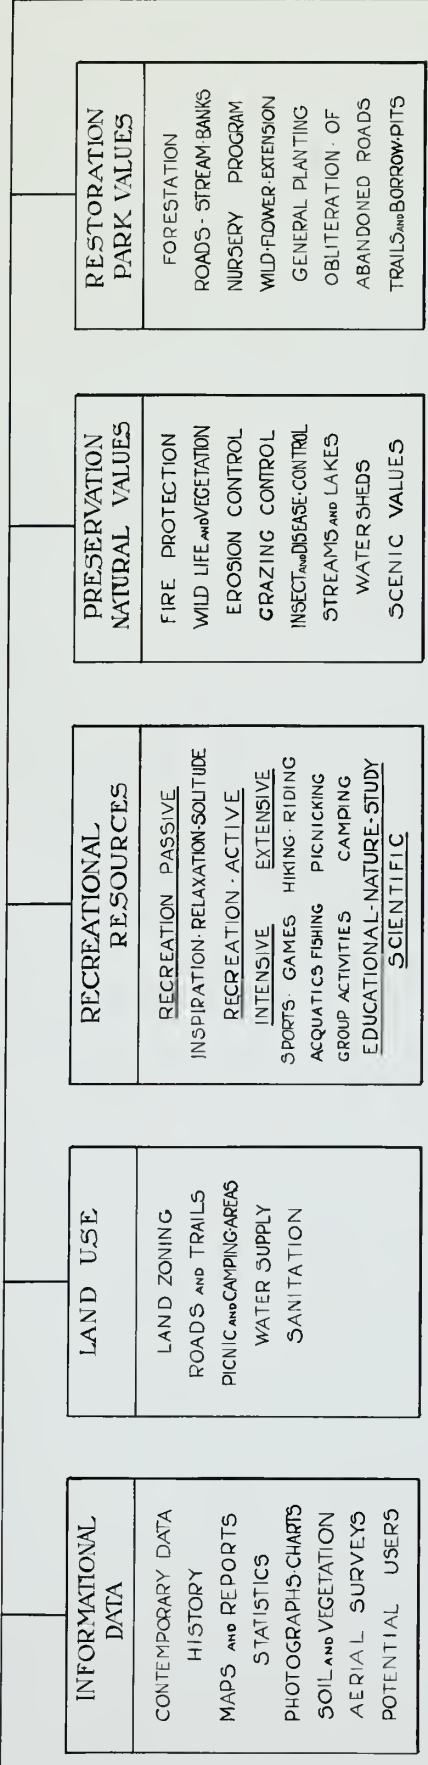 INFORMATIONAL
DATA
CONTEMPORARY DATA
HISTORY
MAPS AND REPORTS
STATISTICS
PHOTOGRAPHS·CHARTS
SOIL AND VEGETATION
AERIAL SURVEYS
POTENTIAL USERS
LAND USE
LAND ZONING
ROADS AND TRAILS
PICNIC AND CAMPING·AREAS
WATER SUPPLY
SANITATION
RECREATIONAL
RESOURCES
RECREATION PASSIVE
INSPIRATION·RELAXATION·SOLITUDE
RECREATION·ACTIVE
INTENSIVE EXTENSIVE
SPORTS· GAMES HIKING·RIDING
ACQUATICS FISHING PICNICKING
GROUP ACTIVITIES CAMPING
EDUCATIONAL-NATURE-STUDY
SCIENTIFIC
PRESERVATION
NATURAL VALUES
FIRE PROTECTION
WILD LIFE AND VEGETATION
EROSION CONTROL
GRAZING CONTROL
INSECT AND DISEASE·CONTROL
STREAMS AND LAKES
WATERSHEDS
SCENIC VALUES
RESTORATION
PARK VALUES
FORESTATION
ROADS·STREAM·BANKS
NURSERY PROGRAM
WILD·FLOWER·EXTENSION
GENERAL PLANTING
OBLITERATION·OF
ABANDONED ROADS
TRAILS AND BORROW·PITS